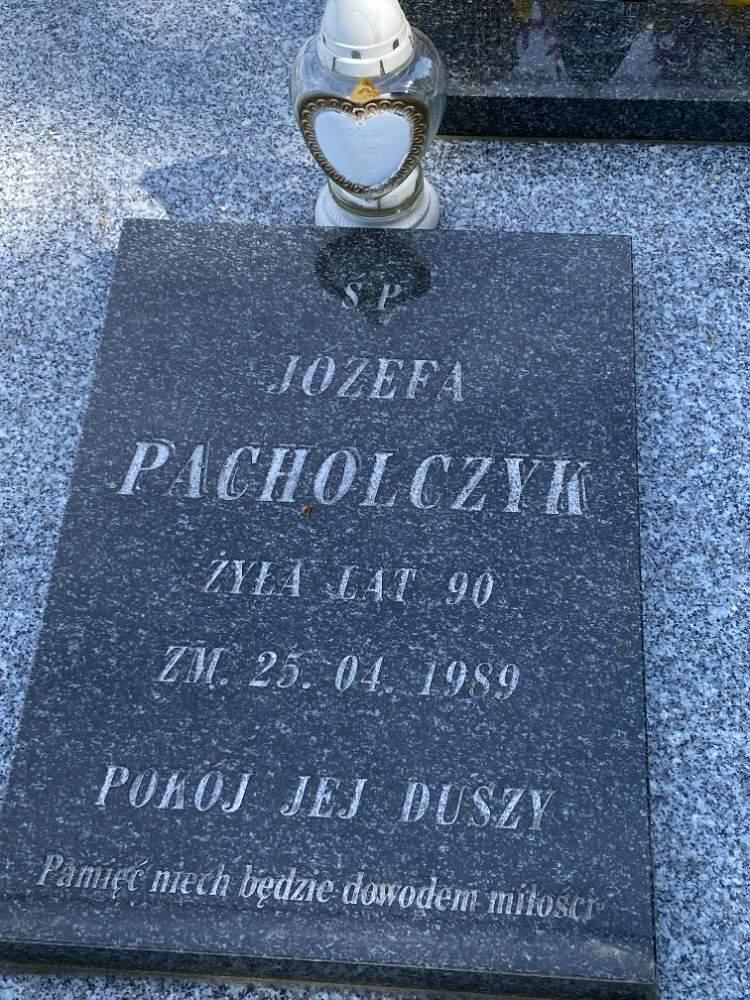 Ś P
JÓZEFA
PACHOLCZYK
ŻYŁA LAT 90
ZM. 25. 04. 1989
POKÓJ JEJ DUSZY
Pamięć niech będzie dowodem miłości